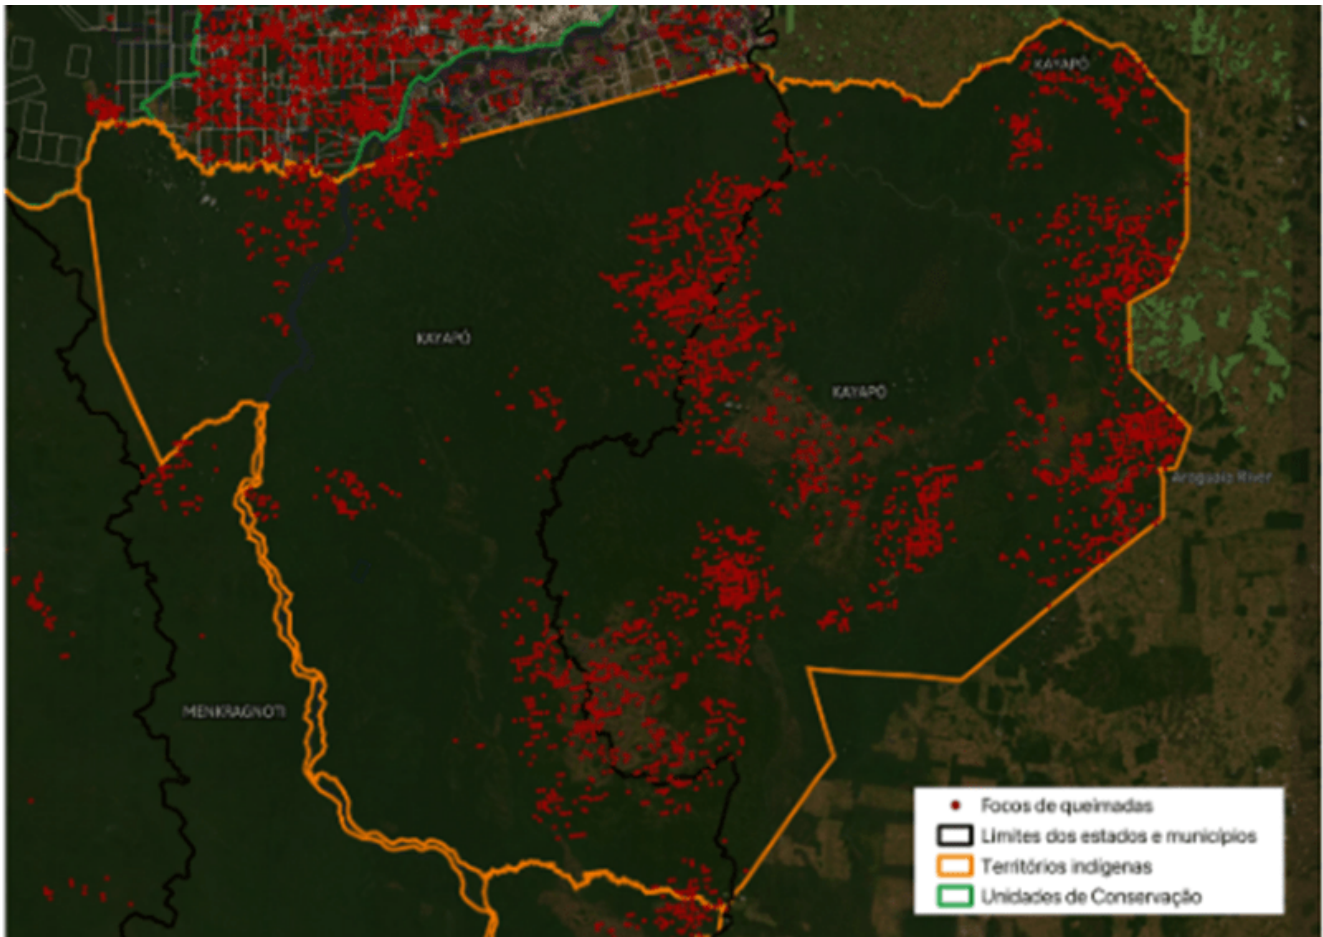 KAYAPÓ
KAYAPÓ
KAYAPÓ
Araguaia River
MENKRAGNOTI
Focos de queimadas
Limites dos estados e municípios
Territórios indígenas
Unidades de Conservação